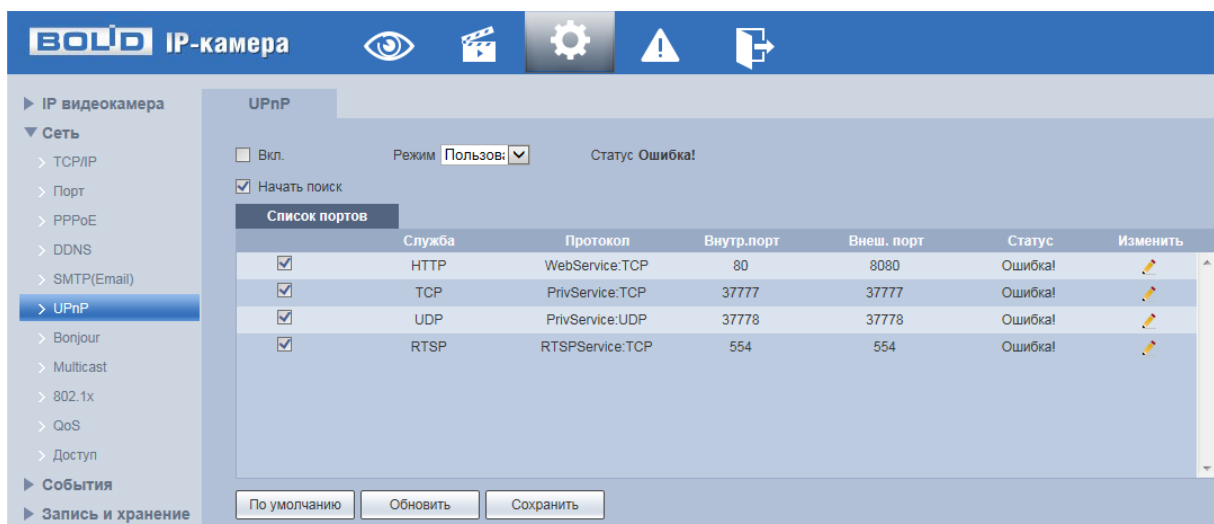 BOLID IP-камера
IP видеокамера
Сеть
TCP/IP
Порт
PPPoE
DDNS
SMTP(Email)
UPnP
Bonjour
Multicast
802.1x
QoS
Доступ
События
Запись и хранение
UPnP
Вкл. Режим Пользова Статус Ошибка!
Начать поиск
Список портов
Служба Протокол Внутр.порт Внеш. порт Статус Изменить
HTTP WebService:TCP 80 8080 Ошибка!
TCP PrivService:TCP 37777 37777 Ошибка!
UDP PrivService:UDP 37778 37778 Ошибка!
RTSP RTSPService:TCP 554 554 Ошибка!
По умолчанию Обновить Сохранить